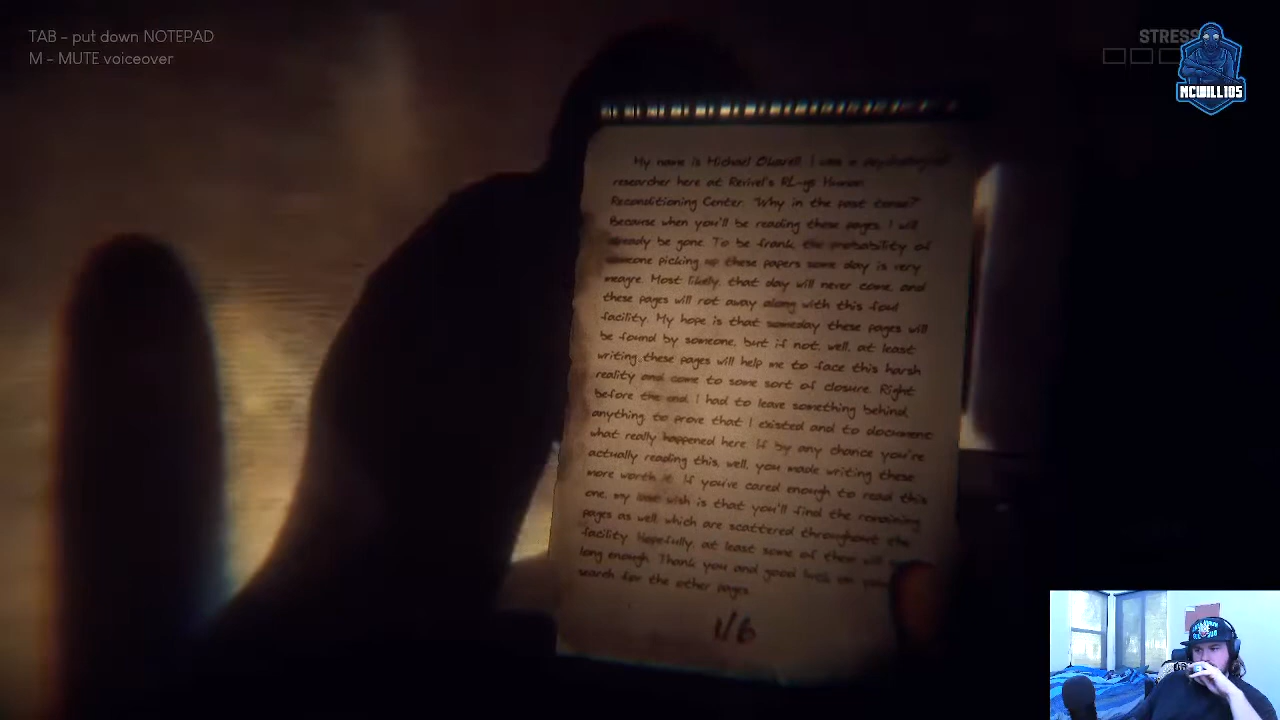 TAB - put down NOTEPAD
M - MUTE voiceover
STRESS
MCWILL105
My name is Michael I was a psychological
researcher here at Revivel's Human
Reconditioning Center. "Why in the past tense?"
Because when you'll be reading these pages, I will
already be gone. To be frank, the probability of
someone picking up these papers some day is very
meagre. Most likely, that day will never come, and
these pages will rot away along with this foul
facility. My hope is that someday these pages will
be found by someone, but if not, well, at least
writing these pages will help me to face this harsh
reality and come to some sort of closure. Right
before the end, I had to leave something behind,
anything to prove that I existed and to document
what really happened here. If by any chance you're
actually reading this, well, you made writing these
more worth it. If you've cared enough to read this
one, my last wish is that you'll find the remaining
pages as well, which are scattered throughout the
facility. Hopefully, at least some of them will
long enough. Thank you and good luck on your
search for the other pages.
1/6